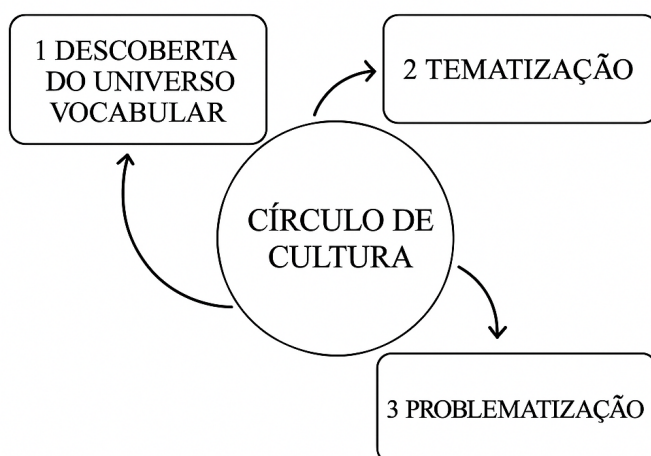 1 DESCOBERTA
DO UNIVERSO
VOCABULAR
2 TEMATIZAÇÃO
CÍRCULO DE
CULTURA
3 PROBLEMATIZAÇÃO